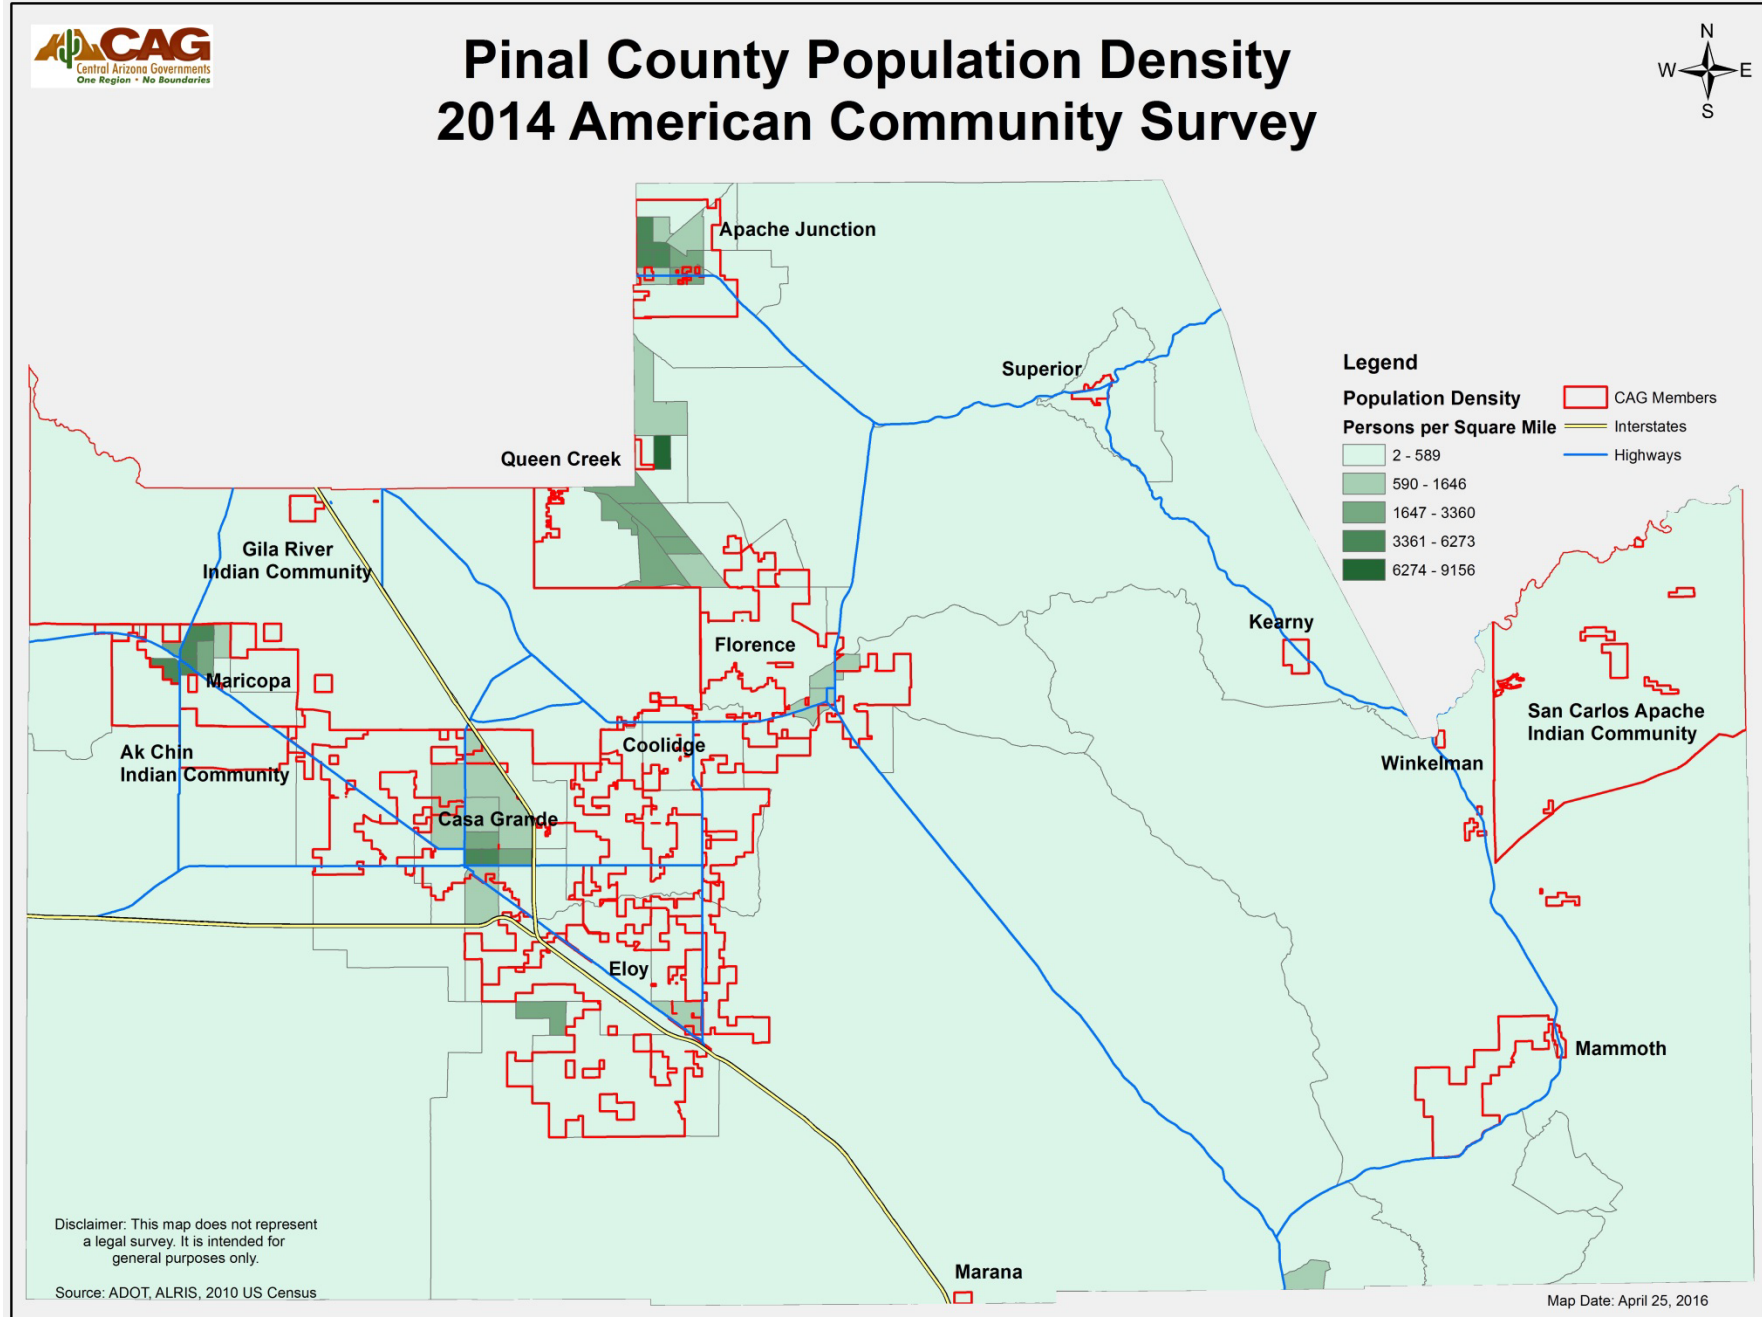 CAG
Central Arizona Governments
One Region • No Boundaries
Pinal County Population Density
2014 American Community Survey
N
W
E
S
Apache Junction
Superior
Queen Creek
Gila River
Indian Community
Maricopa
Ak Chin
Indian Community
Florence
Coolidge
Casa Grande
Eloy
Kearny
Winkelman
San Carlos Apache
Indian Community
Mammoth
Marana
Legend
Population Density
Persons per Square Mile
2 - 589
590 - 1646
1647 - 3360
3361 - 6273
6274 - 9156
CAG Members
Interstates
Highways
Disclaimer: This map does not represent
a legal survey. It is intended for
general purposes only.
Source: ADOT, ALRIS, 2010 US Census
Map Date: April 25, 2016